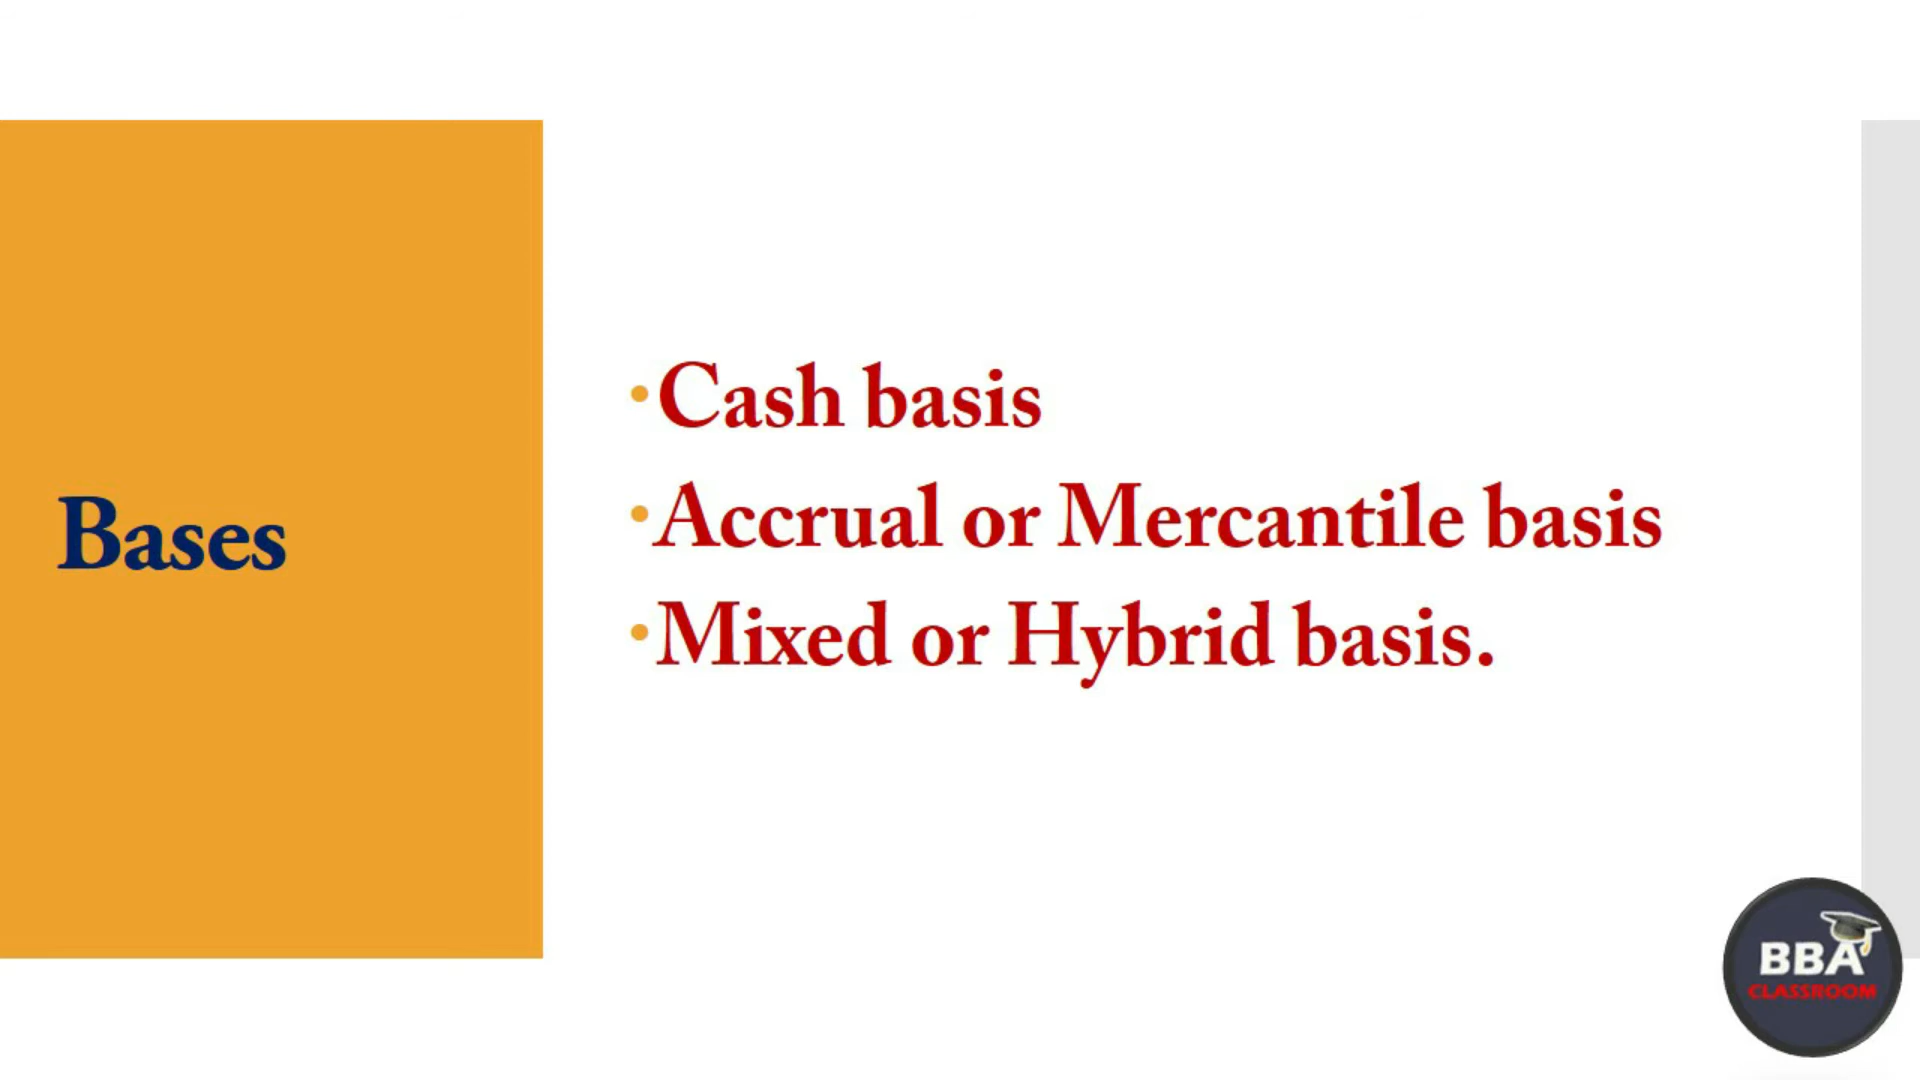 Bases
•Cash basis
•Accrual or Mercantile basis
•Mixed or Hybrid basis.
BBA
CLASSROOM